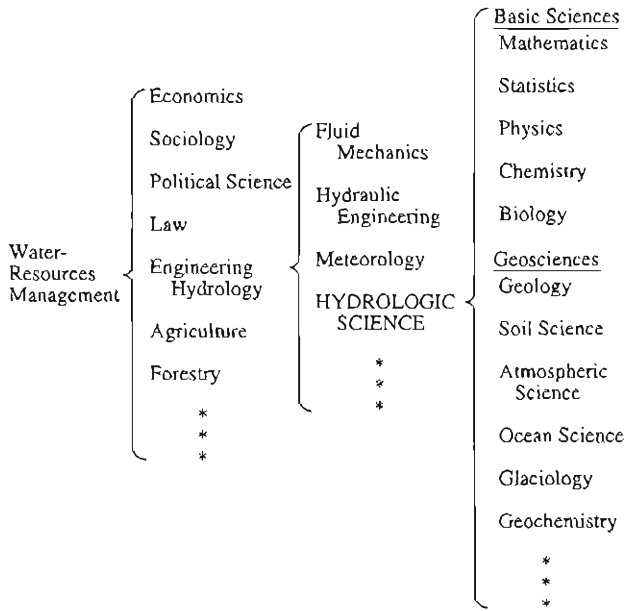 Water-
Resources
Management
Economics
Sociology
Political Science
Law
Engineering
Hydrology
Agriculture
Forestry
*
*
*
Fluid
Mechanics
Hydraulic
Engineering
Meteorology
HYDROLOGIC
SCIENCE
*
*
*
Basic Sciences
Mathematics
Statistics
Physics
Chemistry
Biology
Geosciences
Geology
Soil Science
Atmospheric
Science
Ocean Science
Glaciology
Geochemistry
*
*
*